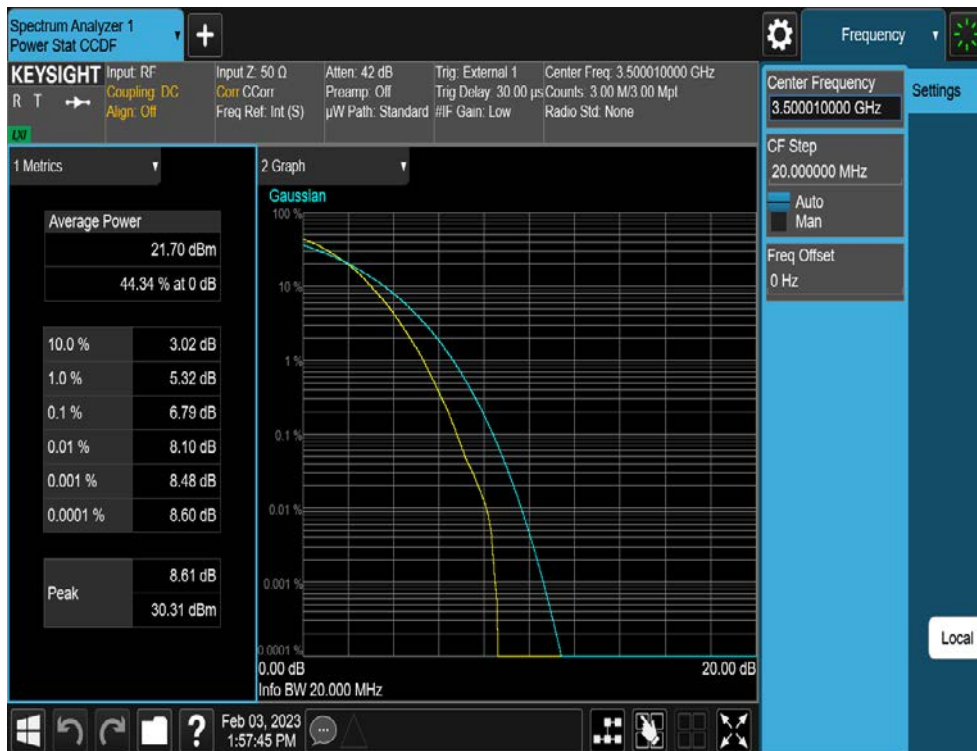 Spectrum Analyzer 1
Power Stat CCDF
+
Frequency
KEYSIGHT
R T
LXI
Input: RF
Coupling: DC
Align: Off
Input Z: 50 Ω
Corr CCorr
Freq Ref: Int (S)
Atten: 42 dB
Preamp: Off
µW Path: Standard
Trig: External 1
Trig Delay: 30.00 µs
#IF Gain: Low
Center Freq: 3.500010000 GHz
Counts: 3.00 M/3.00 Mpt
Radio Std: None
Center Frequency
3.500010000 GHz
Settings
CF Step
20.000000 MHz
Auto
Man
Freq Offset
0 Hz
Local
1 Metrics
Average Power
21.70 dBm
44.34 % at 0 dB
10.0 % 3.02 dB
1.0 % 5.32 dB
0.1 % 6.79 dB
0.01 % 8.10 dB
0.001 % 8.48 dB
0.0001 % 8.60 dB
Peak
8.61 dB
30.31 dBm
2 Graph
Gaussian
100 %
10 %
1 %
0.1 %
0.01 %
0.001 %
0.0001 %
0.00 dB 20.00 dB
Info BW 20.000 MHz
?
Feb 03, 2023
1:57:45 PM